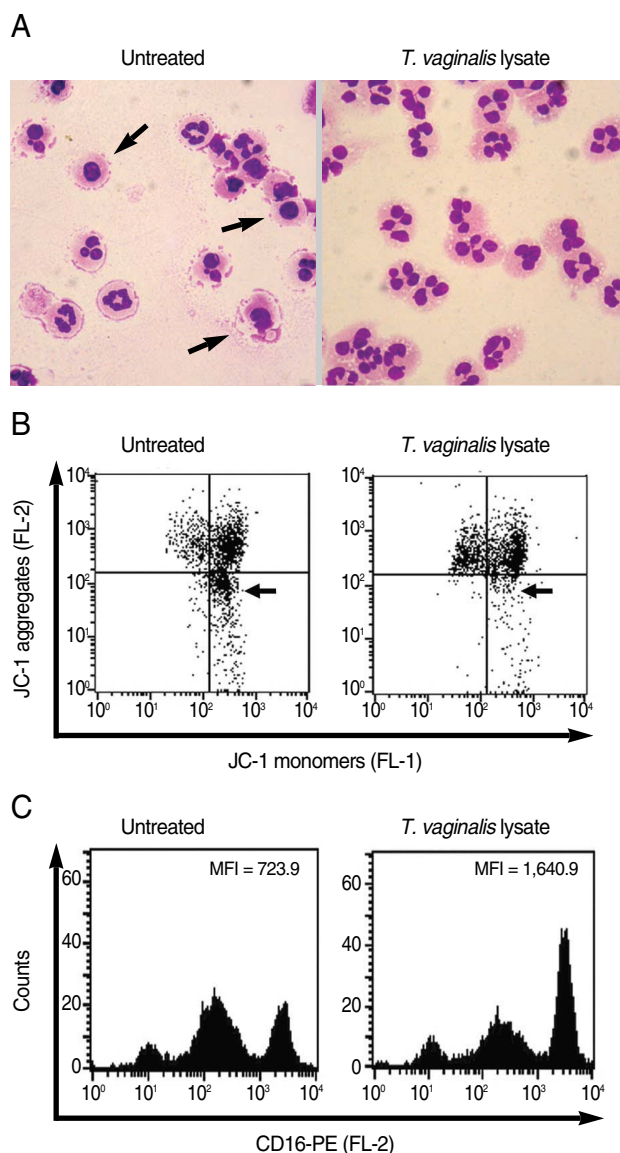 A
Untreated
T. vaginalis lysate
B
Untreated
T. vaginalis lysate
JC-1 aggregates (FL-2)
10⁴
10³
10²
10¹
10⁰
10⁰ 10¹ 10² 10³ 10⁴
10⁴
10³
10²
10¹
10⁰
10⁰ 10¹ 10² 10³ 10⁴
JC-1 monomers (FL-1)
C
Untreated
T. vaginalis lysate
Counts
MFI = 723.9
60
40
20
0
10⁰ 10¹ 10² 10³ 10⁴
MFI = 1,640.9
60
40
20
0
10⁰ 10¹ 10² 10³ 10⁴
CD16-PE (FL-2)